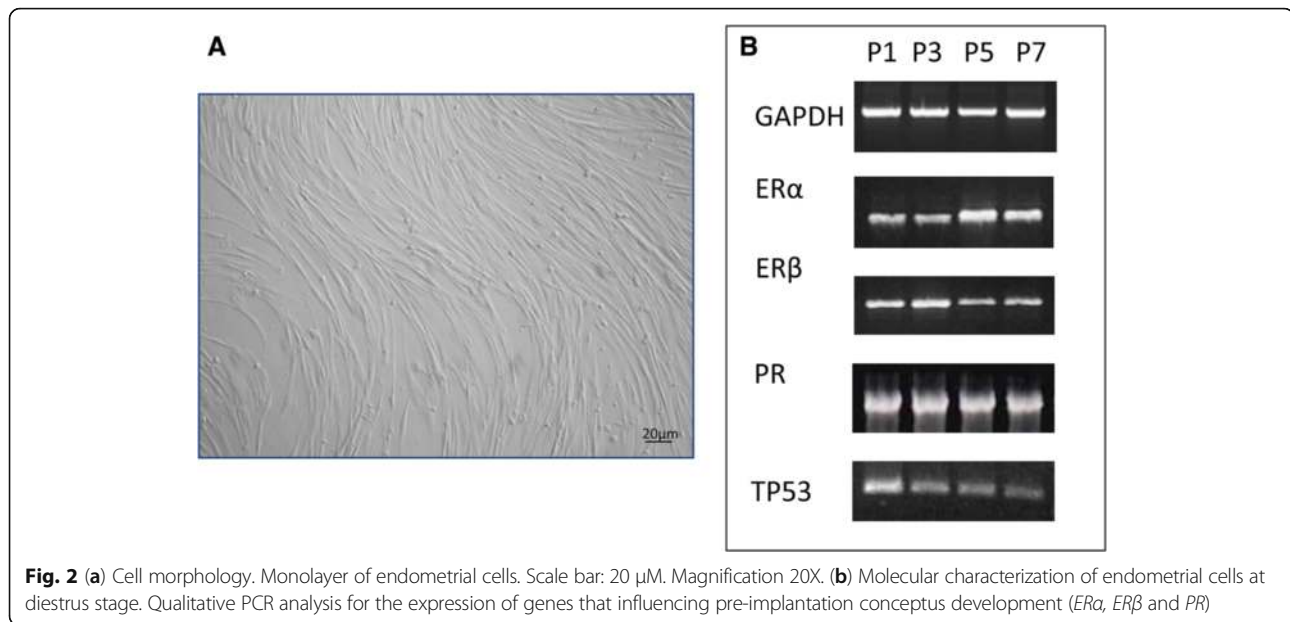 A
20μm
B
P1 P3 P5 P7
GAPDH
ERα
ERβ
PR
TP53
Fig. 2 (a) Cell morphology. Monolayer of endometrial cells. Scale bar: 20 μM. Magnification 20X. (b) Molecular characterization of endometrial cells at
diestrus stage. Qualitative PCR analysis for the expression of genes that influencing pre-implantation conceptus development (ERα, ERβ and PR)